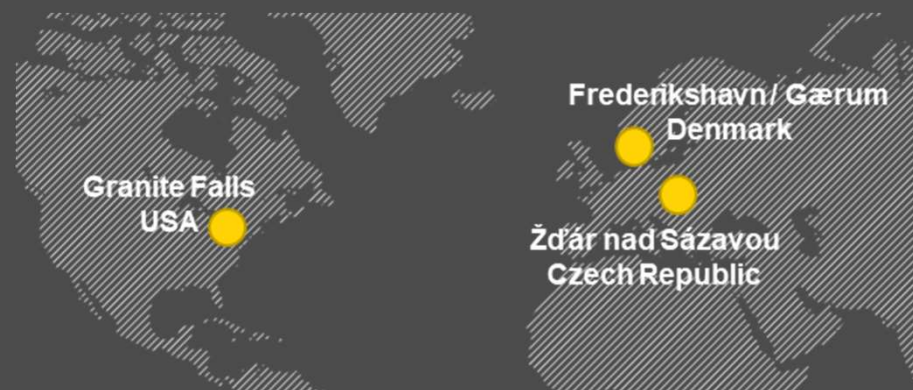 Frederikshavn / Gærum
Denmark
Granite Falls
USA
Žďár nad Sázavou
Czech Republic